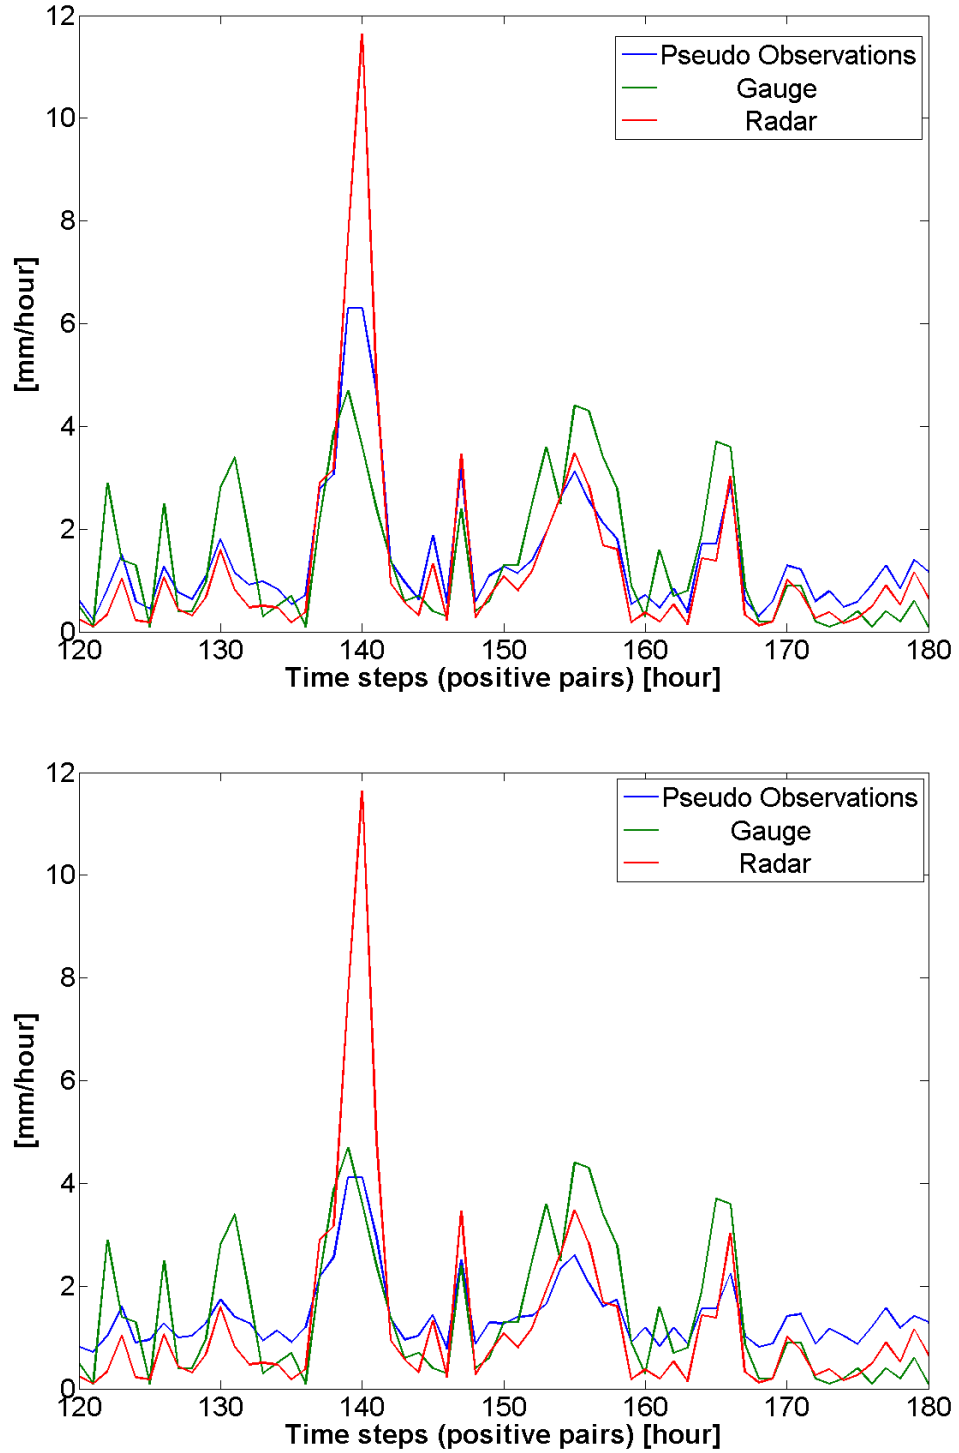 12
10
8
6
4
2
0
[mm/hour]
Pseudo Observations
Gauge
Radar
120 130 140 150 160 170 180
Time steps (positive pairs) [hour]
12
10
8
6
4
2
0
[mm/hour]
Pseudo Observations
Gauge
Radar
120 130 140 150 160 170 180
Time steps (positive pairs) [hour]